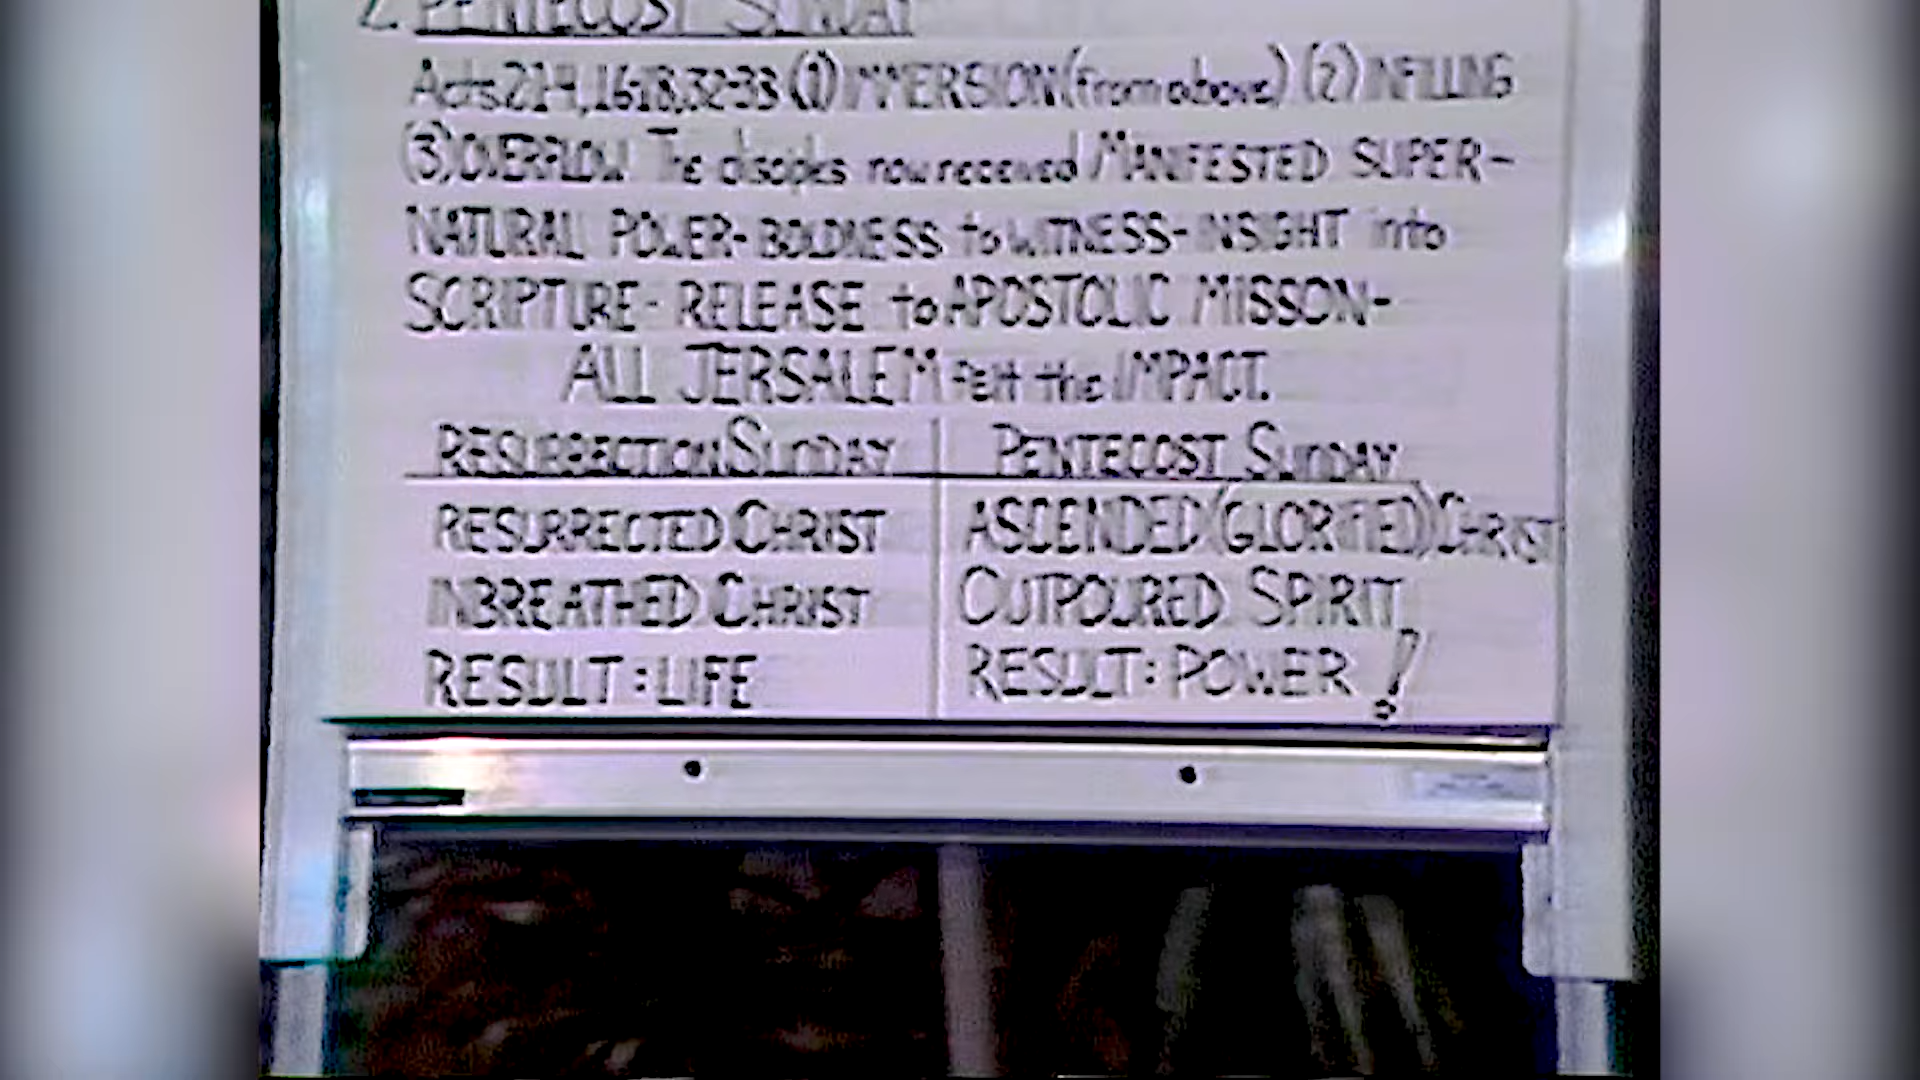 2. PENTECOST SUNDAY
Acts 2:1-4, 16-18, 32-33 (1) IMMERSION (from above) (2) INFILLING
(3) OVERFLOW. The disciples now received MANIFESTED SUPER-
NATURAL POWER - BOLDNESS to WITNESS - INSIGHT into
SCRIPTURE - RELEASE to APOSTOLIC MISSON -
ALL JERSALEM felt the IMPACT.
RESURRECTION SUNDAY PENTECOST SUNDAY
RESURRECTED CHRIST ASCENDED (GLORIFIED) CHRIST
INBREATHED CHRIST OUTPOURED SPIRIT
RESULT: LIFE RESULT: POWER!